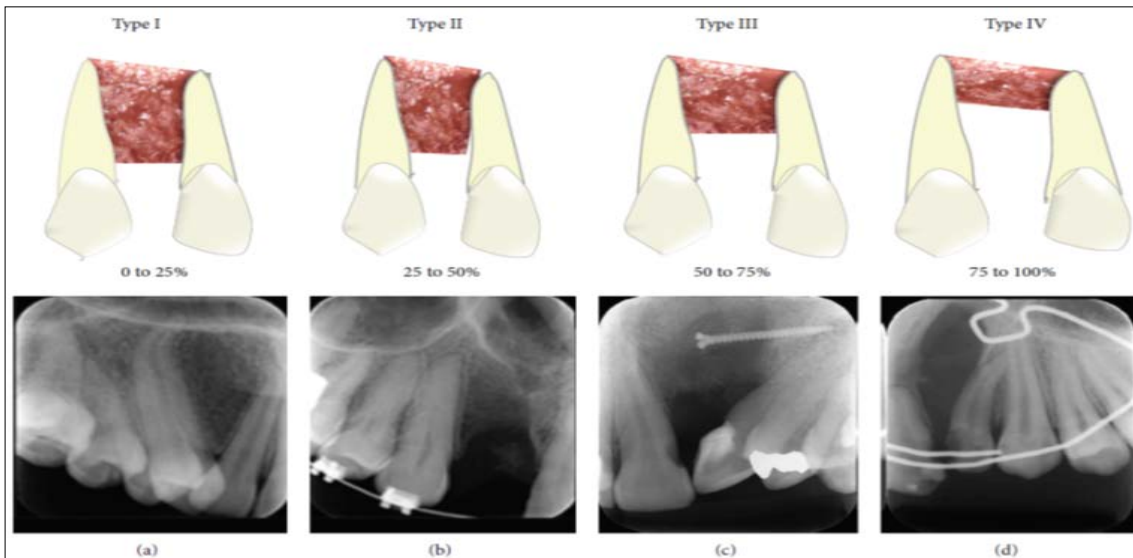 Type I Type II Type III Type IV
0 to 25% 25 to 50% 50 to 75% 75 to 100%
(a) (b) (c) (d)